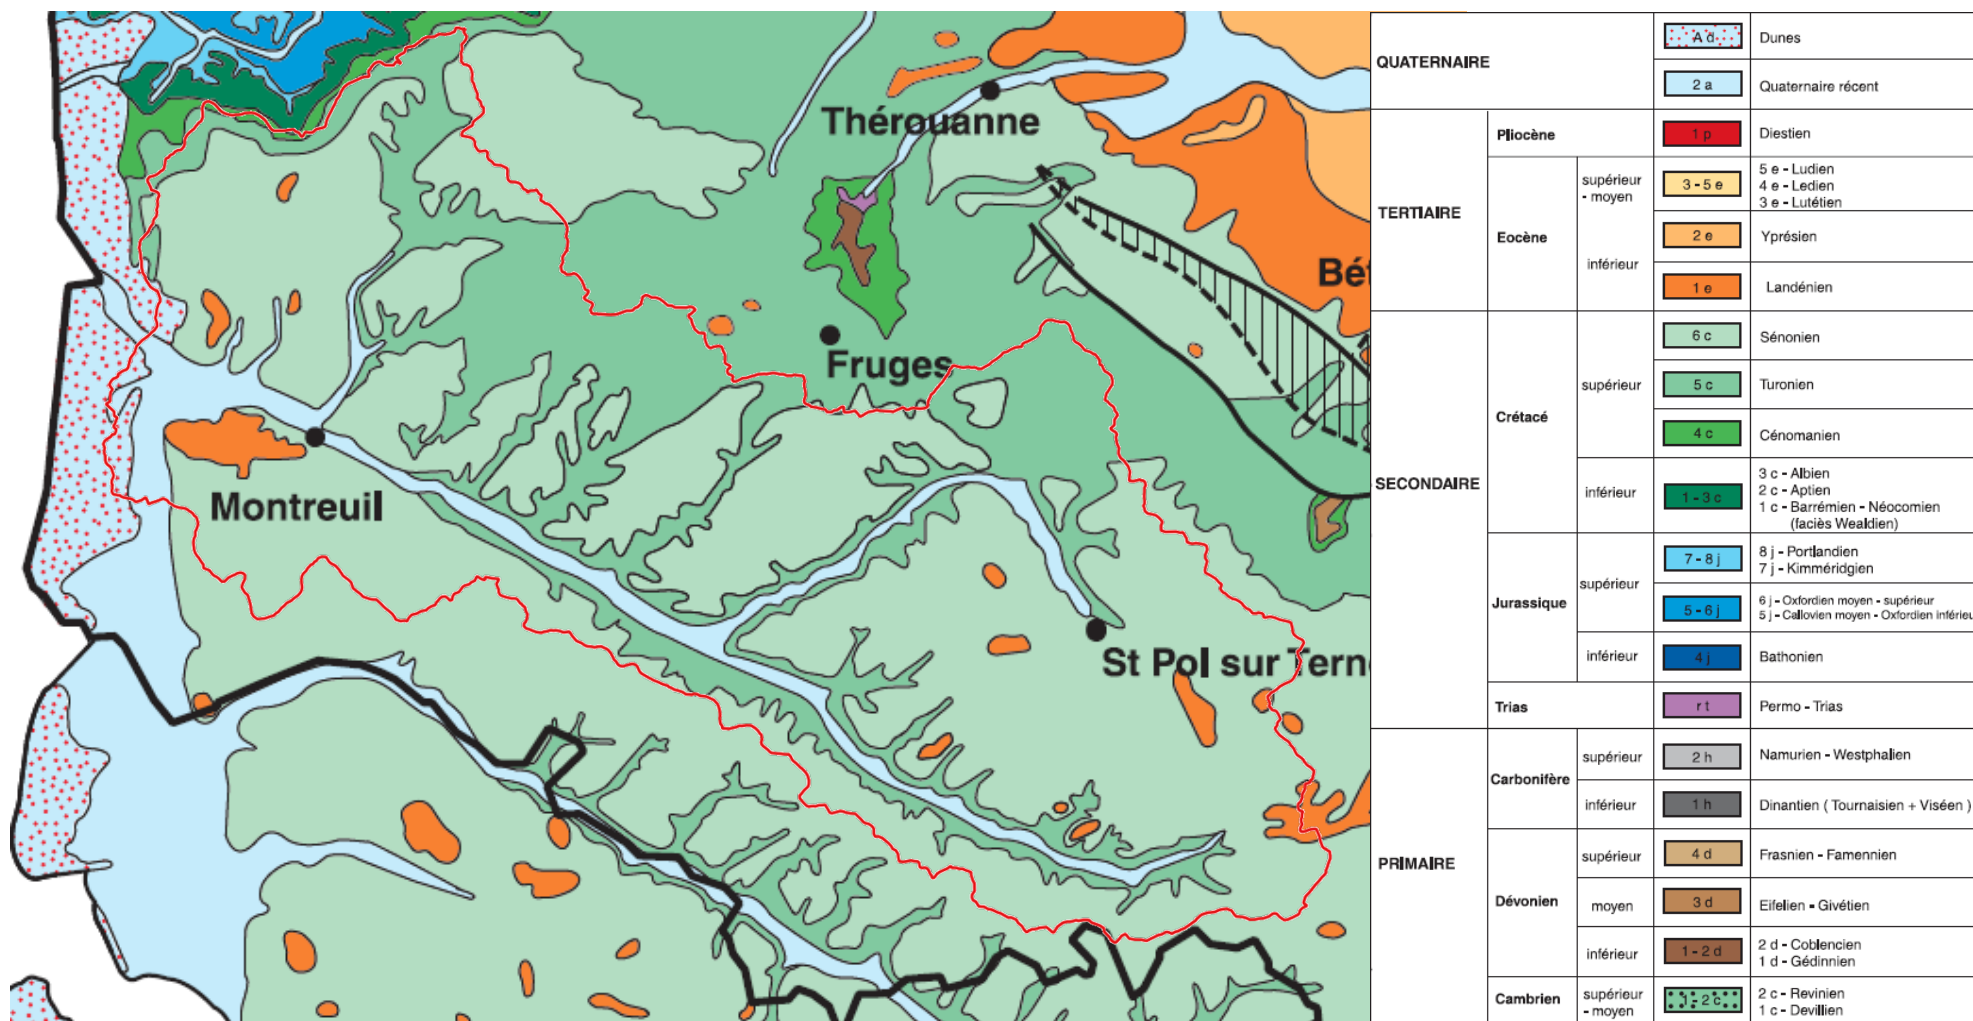 Thérouanne
Bét
Fruges
Montreuil
St Pol sur Tern
QUATERNAIRE
A d
Dunes
2 a
Quaternaire récent
TERTIAIRE
Pliocène
1 p
Diestien
Eocène
supérieur
- moyen
3 - 5 e
5 e - Ludien
4 e - Ledien
3 e - Lutétien
inférieur
2 e
Yprésien
1 e
Landénien
SECONDAIRE
Crétacé
supérieur
6 c
Sénonien
5 c
Turonien
4 c
Cénomanien
inférieur
1 - 3 c
3 c - Albien
2 c - Aptien
1 c - Barrémien - Néocomien
(faciès Wealdien)
Jurassique
supérieur
7 - 8 j
8 j - Portlandien
7 j - Kimméridgien
5 - 6 j
6 j - Oxfordien moyen - supérieur
5 j - Callovien moyen - Oxfordien inférieu
inférieur
4 j
Bathonien
Trias
r t
Permo - Trias
PRIMAIRE
Carbonifère
supérieur
2 h
Namurien - Westphalien
inférieur
1 h
Dinantien ( Tournaisien + Viséen )
Dévonien
supérieur
4 d
Frasnien - Famennien
moyen
3 d
Eifelien - Givétien
inférieur
1 - 2 d
2 d - Coblencien
1 d - Gédinnien
Cambrien
supérieur
- moyen
1 - 2 c
2 c - Revinien
1 c - Devillien